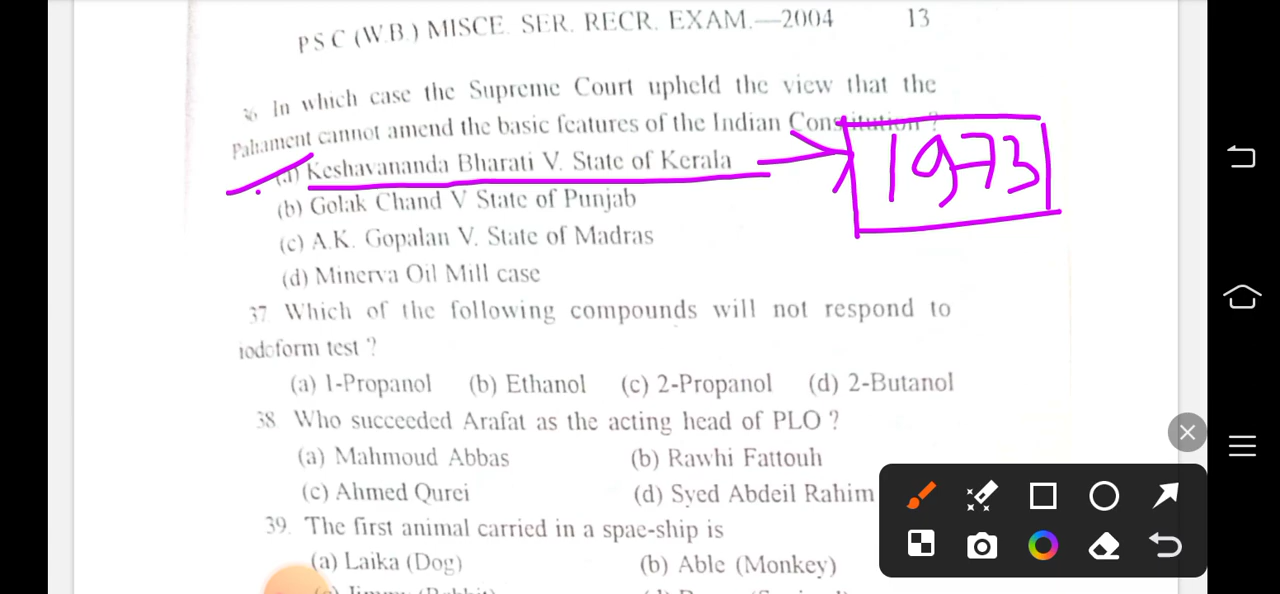 PSC (W.B.) MISCE. SER. RECR. EXAM.—2004 13
36 In which case the Supreme Court upheld the view that the
Paliament cannot amend the basic features of the Indian Constitution ?
(a) Keshavananda Bharati V. State of Kerala 1973
(b) Golak Chand V State of Punjab
(c) A.K. Gopalan V. State of Madras
(d) Minerva Oil Mill case
37 Which of the following compounds will not respond to
iodoform test ?
(a) 1-Propanol (b) Ethanol (c) 2-Propanol (d) 2-Butanol
38 Who succeeded Arafat as the acting head of PLO ?
(a) Mahmoud Abbas (b) Rawhi Fattouh
(c) Ahmed Qurei (d) Syed Abdeil Rahim
39. The first animal carried in a spae-ship is
(a) Laika (Dog) (b) Able (Monkey)